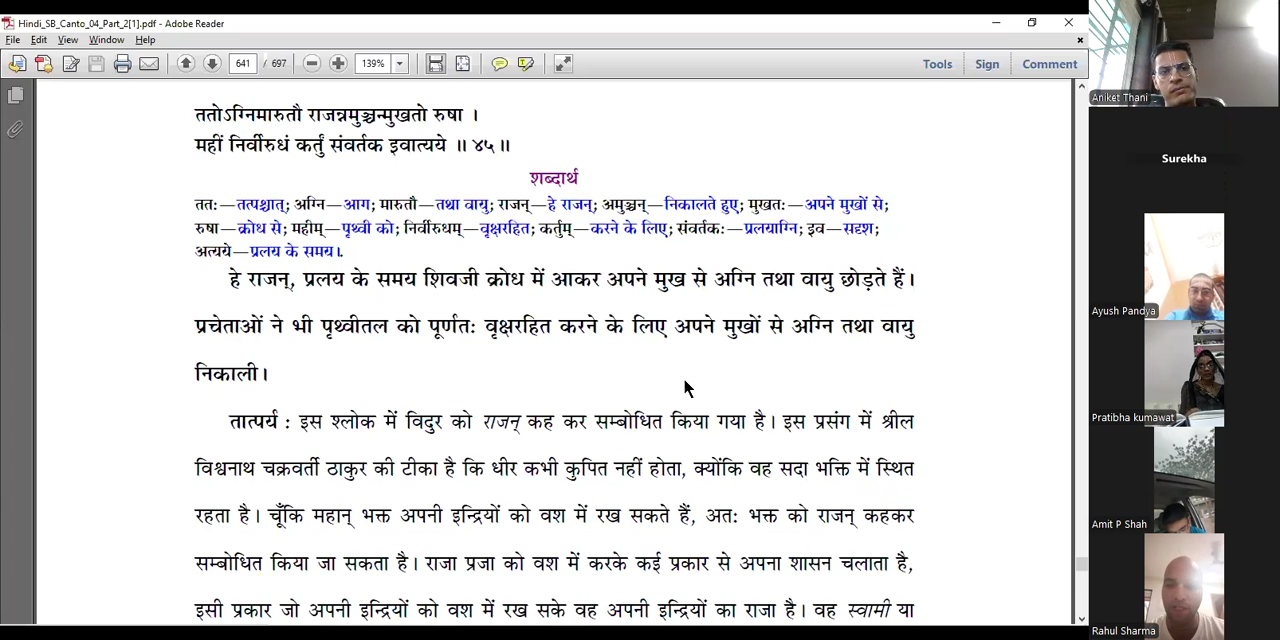 Hindi_SB_Canto_04_Part_2[1].pdf - Adobe Reader
File Edit View Window Help
641 / 697 139% Tools Sign Comment
ततोऽग्निमारुतौ राजन्नमुञ्चन्मुखतो रुषा ।
महीं निर्वीरुधं कर्तुं संवर्तक इवात्यये ॥ ४५॥
शब्दार्थ
ततः—तत्पश्चात्; अग्नि—आग; मारुतौ—तथा वायु; राजन्—हे राजन्; अमुञ्चन्—निकालते हुए; मुखतः—अपने मुखों से;
रुषा—क्रोध से; महीम्—पृथ्वी को; निर्वीरुधम्—वृक्षरहित; कर्तुम्—करने के लिए; संवर्तकः—प्रलयाग्नि; इव—सदृश;
अत्यये—प्रलय के समय।.
हे राजन्, प्रलय के समय शिवजी क्रोध में आकर अपने मुख से अग्नि तथा वायु छोड़ते हैं।
प्रचेताओं ने भी पृथ्वीतल को पूर्णतः वृक्षरहित करने के लिए अपने मुखों से अग्नि तथा वायु
निकाली।
तात्पर्य : इस श्लोक में विदुर को राजन् कह कर सम्बोधित किया गया है। इस प्रसंग में श्रील
विश्वनाथ चक्रवर्ती ठाकुर की टीका है कि धीर कभी कुपित नहीं होता, क्योंकि वह सदा भक्ति में स्थित
रहता है। चूँकि महान् भक्त अपनी इन्द्रियों को वश में रख सकते हैं, अतः भक्त को राजन् कहकर
सम्बोधित किया जा सकता है। राजा प्रजा को वश में करके कई प्रकार से अपना शासन चलाता है,
इसी प्रकार जो अपनी इन्द्रियों को वश में रख सके वह अपनी इन्द्रियों का राजा है। वह स्वामी या
Aniket Thani
Surekha
Ayush Pandya
Pratibha kumawat
Amit P Shah
Rahul Sharma